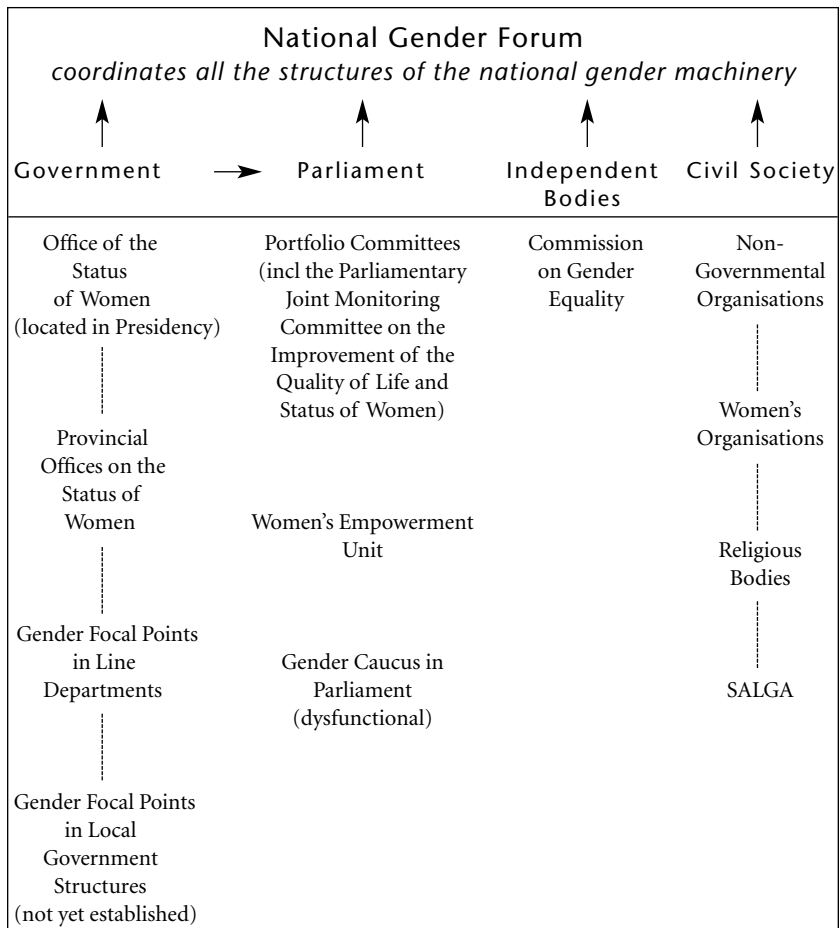 National Gender Forum
coordinates all the structures of the national gender machinery
Government
Parliament
Independent
Bodies
Civil Society
Office of the
Status
of Women
(located in Presidency)
Provincial
Offices on the
Status of
Women
Gender Focal Points
in Line
Departments
Gender Focal Points
in Local
Government
Structures
(not yet established)
Portfolio Committees
(incl the Parliamentary
Joint Monitoring
Committee on the
Improvement of the
Quality of Life and
Status of Women)
Women’s Empowerment
Unit
Gender Caucus in
Parliament
(dysfunctional)
Commission
on Gender
Equality
Non-
Governmental
Organisations
Women’s
Organisations
Religious
Bodies
SALGA